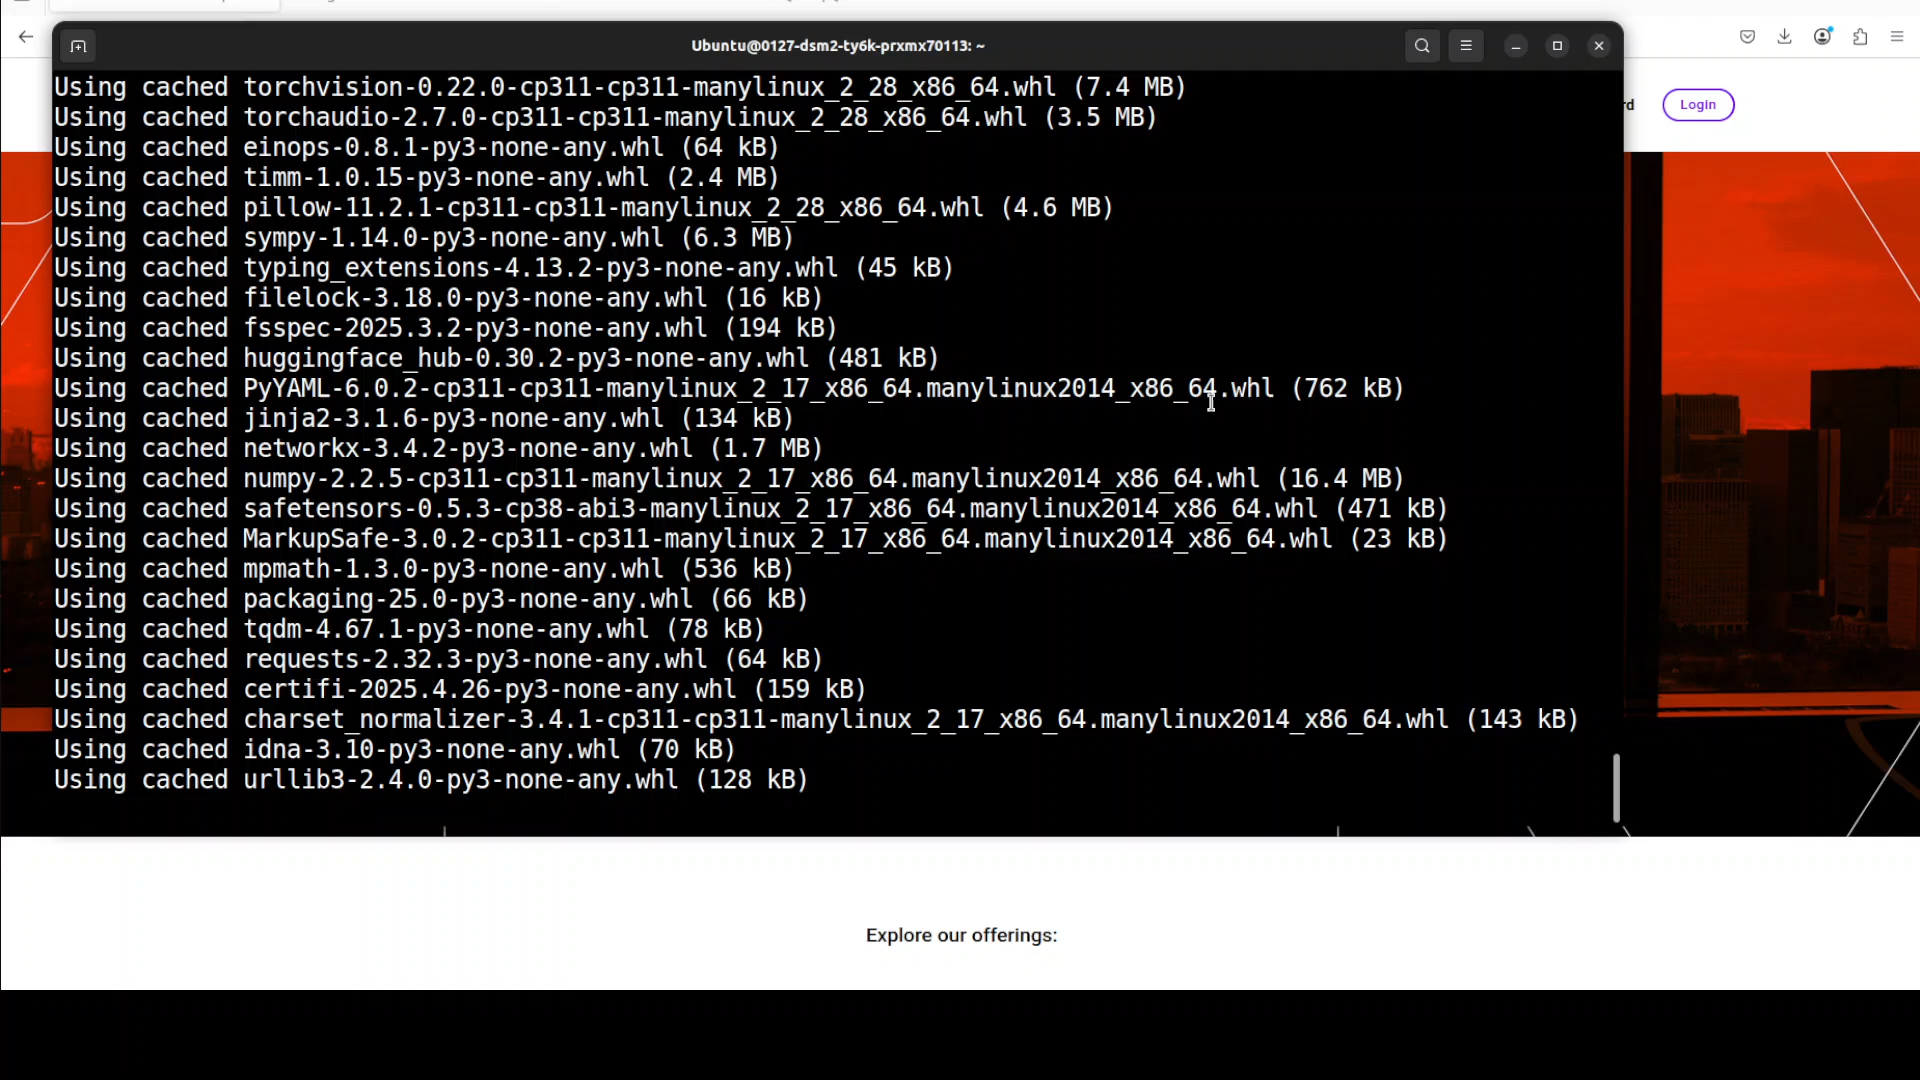 Ubuntu@0127-dsm2-ty6k-prxmx70113: ~
rd
Login
Using cached torchvision-0.22.0-cp311-cp311-manylinux_2_28_x86_64.whl (7.4 MB)
Using cached torchaudio-2.7.0-cp311-cp311-manylinux_2_28_x86_64.whl (3.5 MB)
Using cached einops-0.8.1-py3-none-any.whl (64 kB)
Using cached timm-1.0.15-py3-none-any.whl (2.4 MB)
Using cached pillow-11.2.1-cp311-cp311-manylinux_2_28_x86_64.whl (4.6 MB)
Using cached sympy-1.14.0-py3-none-any.whl (6.3 MB)
Using cached typing_extensions-4.13.2-py3-none-any.whl (45 kB)
Using cached filelock-3.18.0-py3-none-any.whl (16 kB)
Using cached fsspec-2025.3.2-py3-none-any.whl (194 kB)
Using cached huggingface_hub-0.30.2-py3-none-any.whl (481 kB)
Using cached PyYAML-6.0.2-cp311-cp311-manylinux_2_17_x86_64.manylinux2014_x86_64.whl (762 kB)
Using cached jinja2-3.1.6-py3-none-any.whl (134 kB)
Using cached networkx-3.4.2-py3-none-any.whl (1.7 MB)
Using cached numpy-2.2.5-cp311-cp311-manylinux_2_17_x86_64.manylinux2014_x86_64.whl (16.4 MB)
Using cached safetensors-0.5.3-cp38-abi3-manylinux_2_17_x86_64.manylinux2014_x86_64.whl (471 kB)
Using cached MarkupSafe-3.0.2-cp311-cp311-manylinux_2_17_x86_64.manylinux2014_x86_64.whl (23 kB)
Using cached mpmath-1.3.0-py3-none-any.whl (536 kB)
Using cached packaging-25.0-py3-none-any.whl (66 kB)
Using cached tqdm-4.67.1-py3-none-any.whl (78 kB)
Using cached requests-2.32.3-py3-none-any.whl (64 kB)
Using cached certifi-2025.4.26-py3-none-any.whl (159 kB)
Using cached charset_normalizer-3.4.1-cp311-cp311-manylinux_2_17_x86_64.manylinux2014_x86_64.whl (143 kB)
Using cached idna-3.10-py3-none-any.whl (70 kB)
Using cached urllib3-2.4.0-py3-none-any.whl (128 kB)
Explore our offerings: